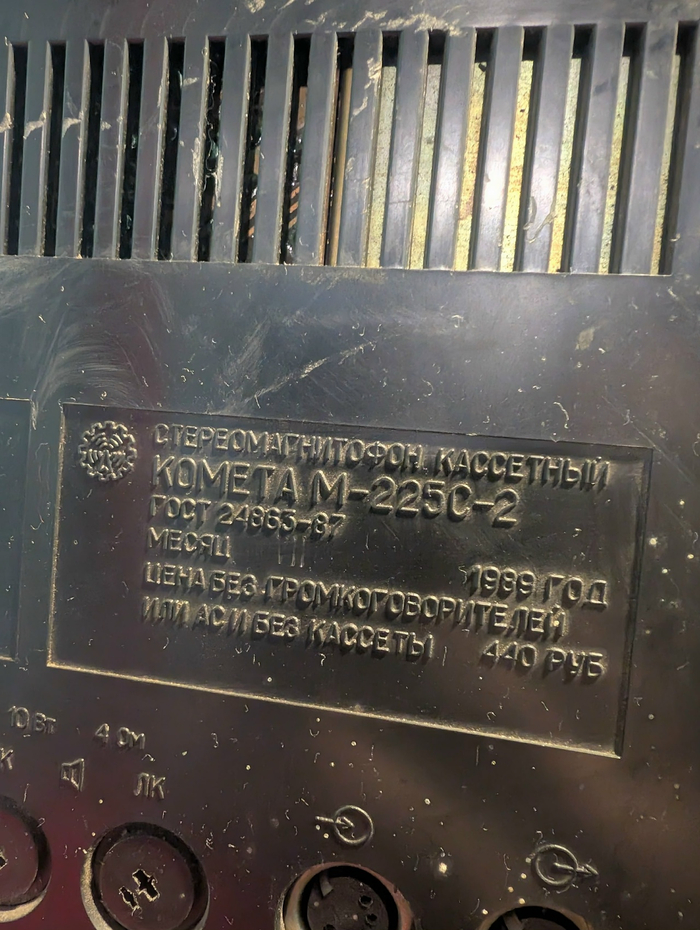 СТЕРЕОМАГНИТОФОН КАССЕТНЫЙ
КОМЕТА М-225С-2
ГОСТ 24863-87
МЕСЯЦ III 1989 ГОД
ЦЕНА БЕЗ ГРОМКОГОВОРИТЕЛЕЙ
ИЛИ АС И БЕЗ КАССЕТЫ 440 РУБ
10 Вт 4 Ом
ЛК